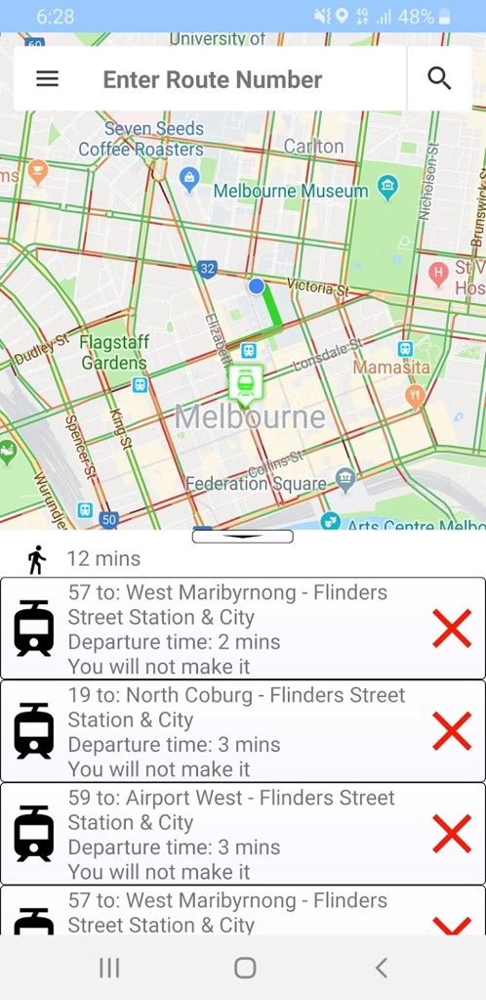 6:28
4G
48%
60
University of
Enter Route Number
Seven Seeds
Coffee Roasters
Carlton
ms
Melbourne Museum
Nicholson St
Brunswick St
St V
Hos
H
32
Victoria St
Elizabeth
Dudley St
Flagstaff
Gardens
Lonsdale St
Mamasita
Melbourne
King St
Spencer St
Collins St
Federation Square
Wurundje
50
Arts Centre Melbo
12 mins
57 to: West Maribyrnong - Flinders
Street Station & City
Departure time: 2 mins
You will not make it
19 to: North Coburg - Flinders Street
Station & City
Departure time: 3 mins
You will not make it
59 to: Airport West - Flinders Street
Station & City
Departure time: 3 mins
You will not make it
57 to: West Maribyrnong - Flinders
Street Station & City